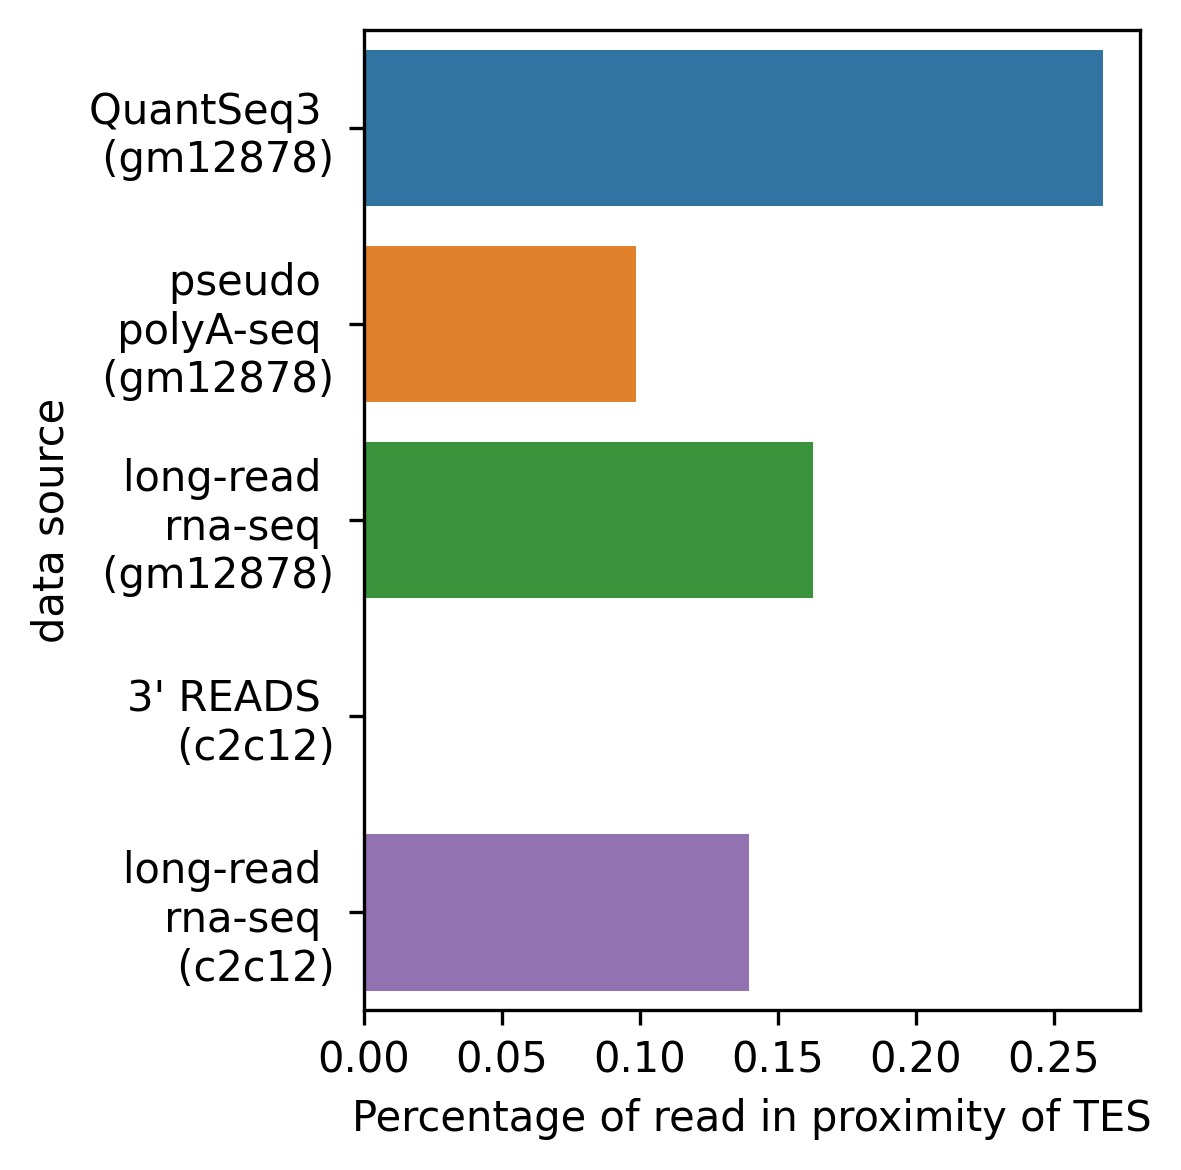 QuantSeq3
(gm12878)
pseudo
polyA-seq
(gm12878)
long-read
rna-seq
(gm12878)
3' READS
(c2c12)
long-read
rna-seq
(c2c12)
data source
0.00 0.05 0.10 0.15 0.20 0.25
Percentage of read in proximity of TES